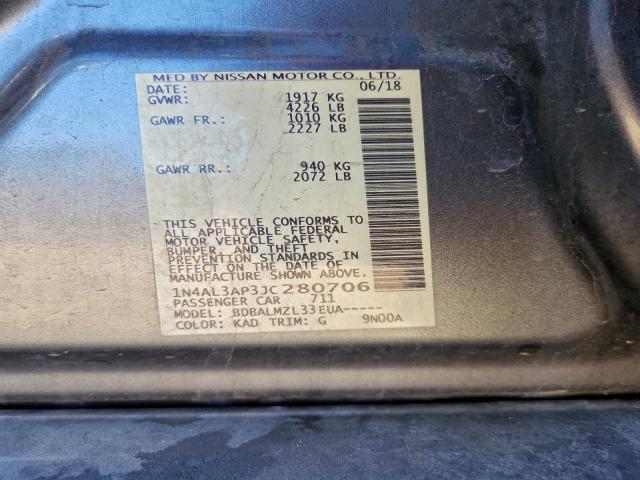 MFD BY NISSAN MOTOR CO., LTD.
DATE: 06/18
GVWR: 1917 KG
4226 LB
GAWR FR.: 1010 KG
2227 LB
GAWR RR.: 940 KG
2072 LB
THIS VEHICLE CONFORMS TO
ALL APPLICABLE FEDERAL
MOTOR VEHICLE SAFETY,
BUMPER, AND THEFT
PREVENTION STANDARDS IN
EFFECT ON THE DATE OF
MANUFACTURE SHOWN ABOVE.
1N4AL3AP3JC280706
PASSENGER CAR 711
MODEL: BDBALMZL33EUA-----
COLOR: KAD TRIM: G 9N00A